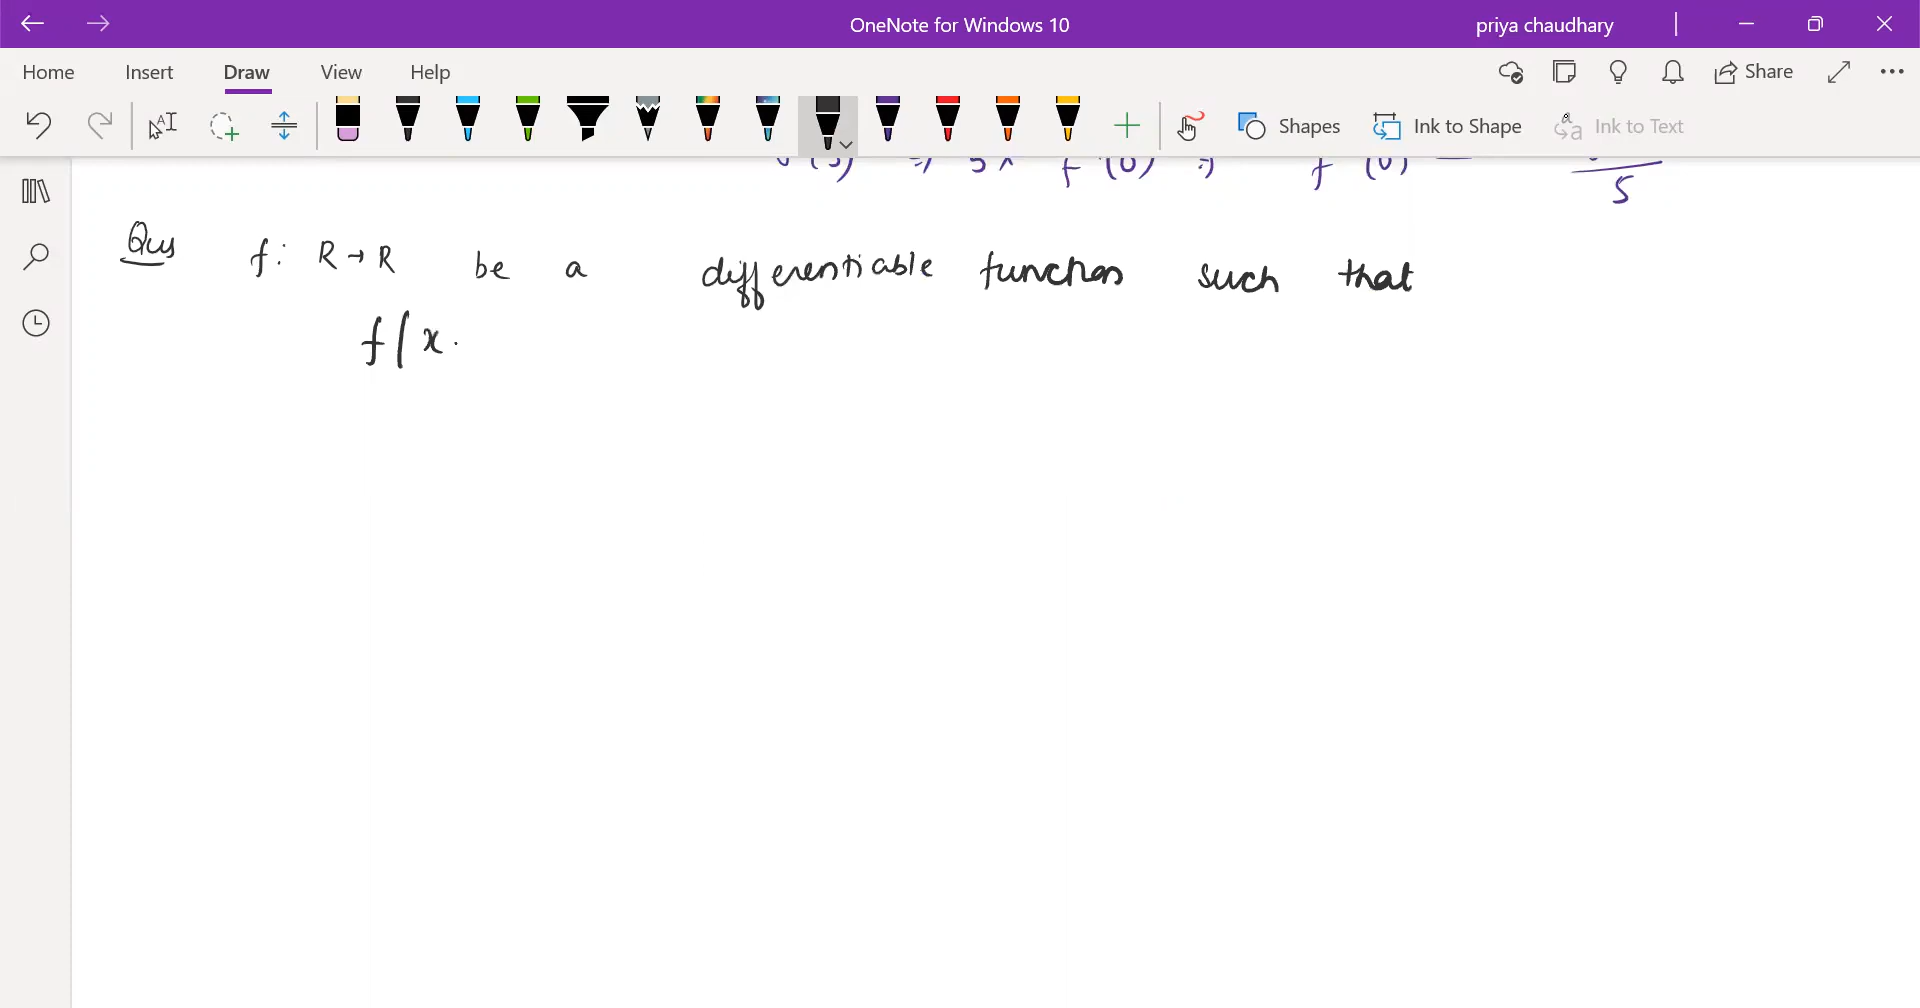 OneNote for Windows 10
priya chaudhary
Home Insert Draw View Help
Share
Shapes Ink to Shape Ink to Text
5
Qus f: R → R be a differentiable function such that
f(x.